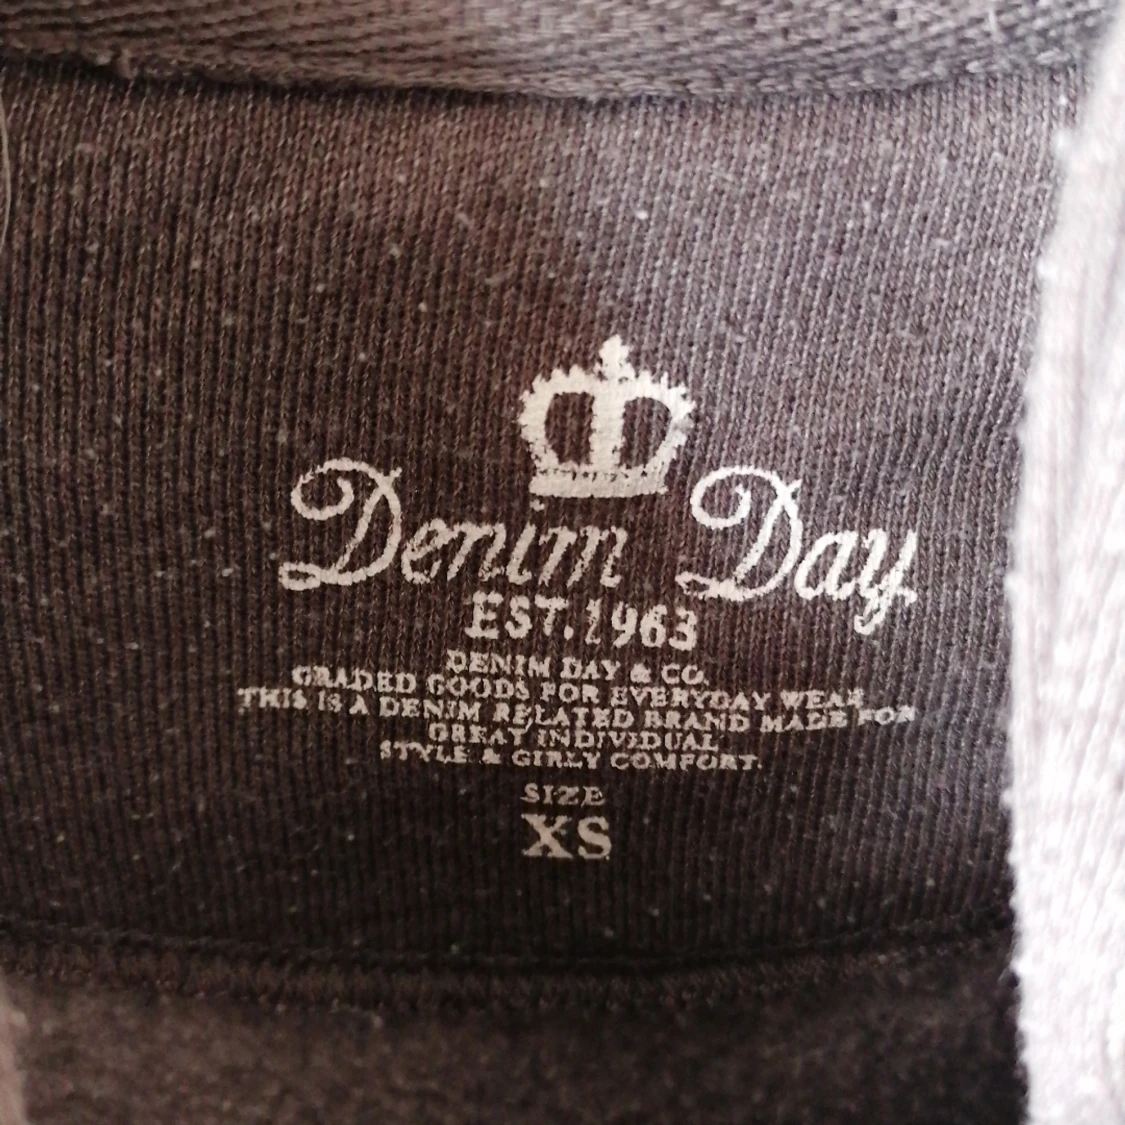 Denim Day
EST. 1963
DENIM DAY & CO.
GRADED GOODS FOR EVERYDAY WEAR
THIS IS A DENIM RELATED BRAND MADE FOR
GREAT INDIVIDUAL
STYLE & GIRLY COMFORT.
SIZE
XS